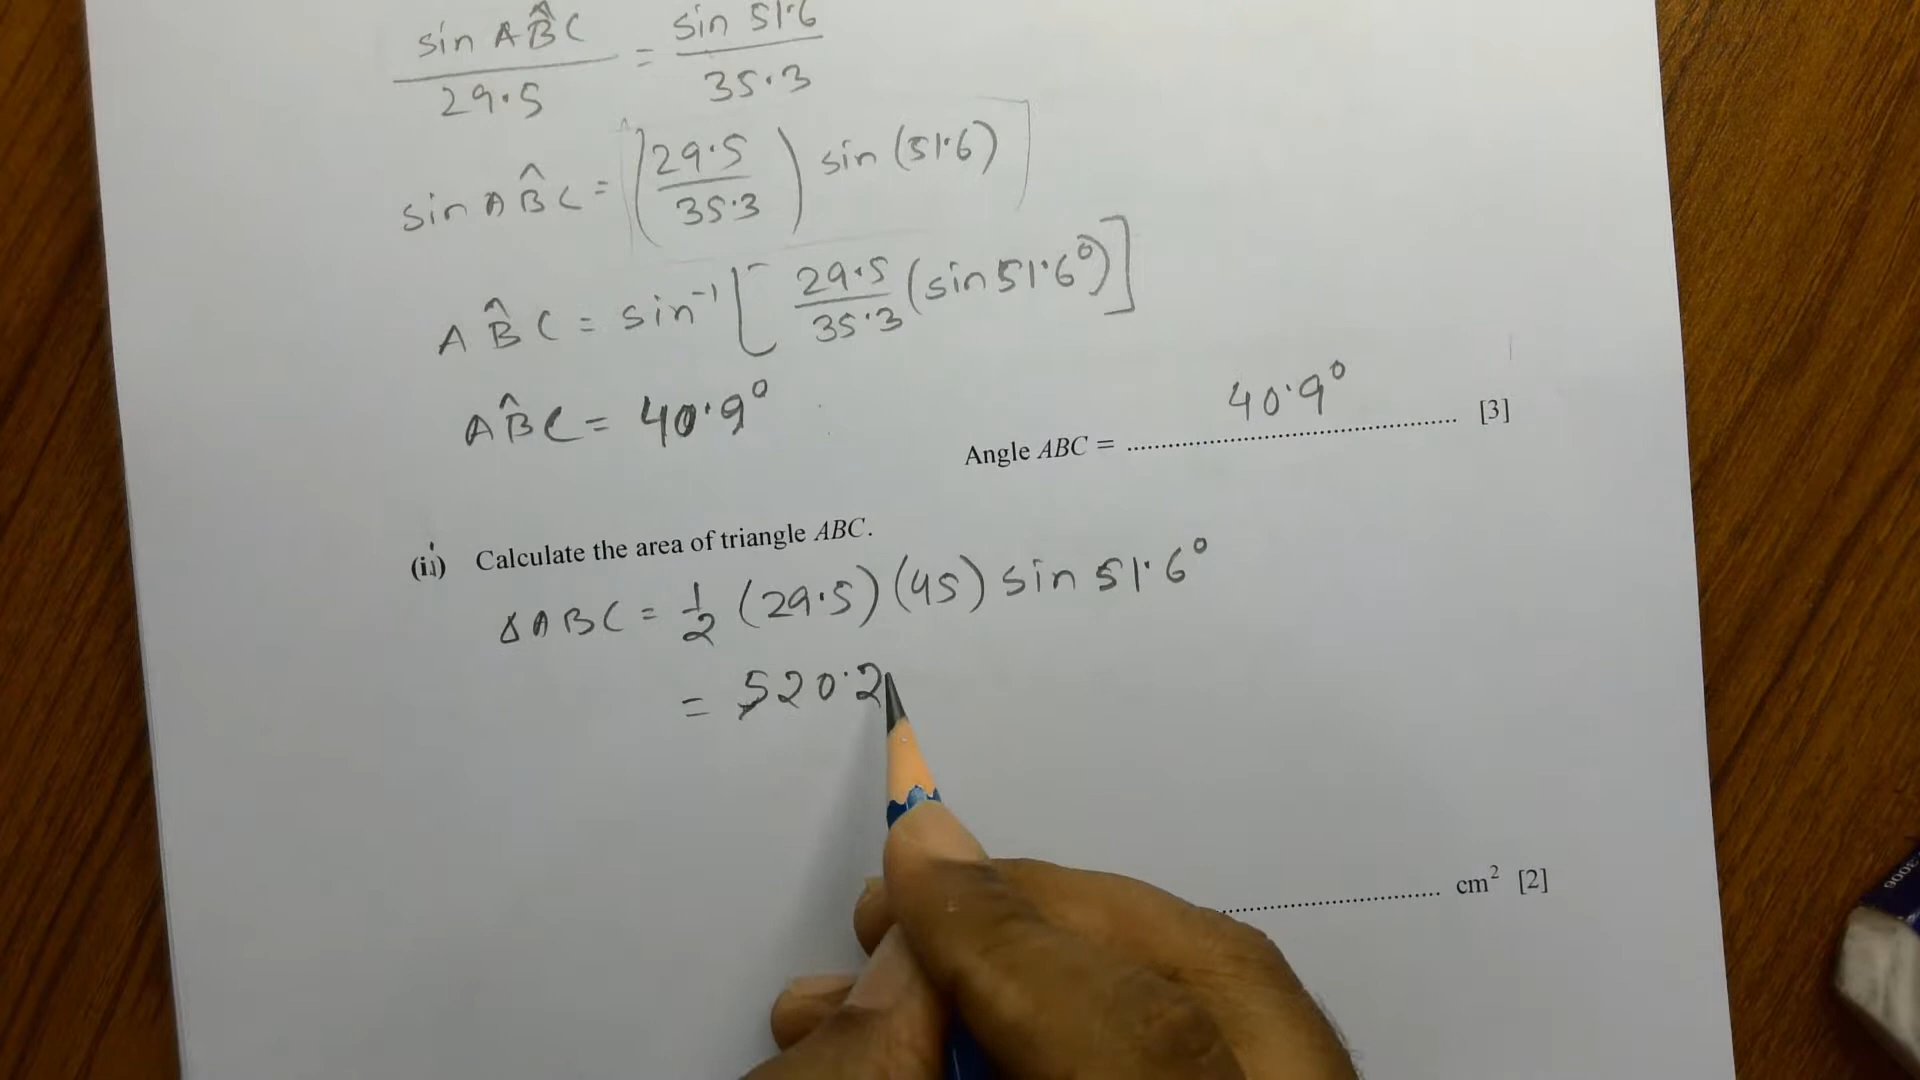 sin AB̂C / 29.5 = sin 51.6 / 35.3
sin AB̂C = (29.5 / 35.3) sin (51.6)
AB̂C = sin⁻¹ [ 29.5 / 35.3 (sin 51.6°) ]
AB̂C = 40.9°
40.9°
Angle ABC = .......... [3]
(ii) Calculate the area of triangle ABC.
Δ ABC = 1/2 (29.5) (45) sin 51.6°
= 520.2
.......... cm² [2]